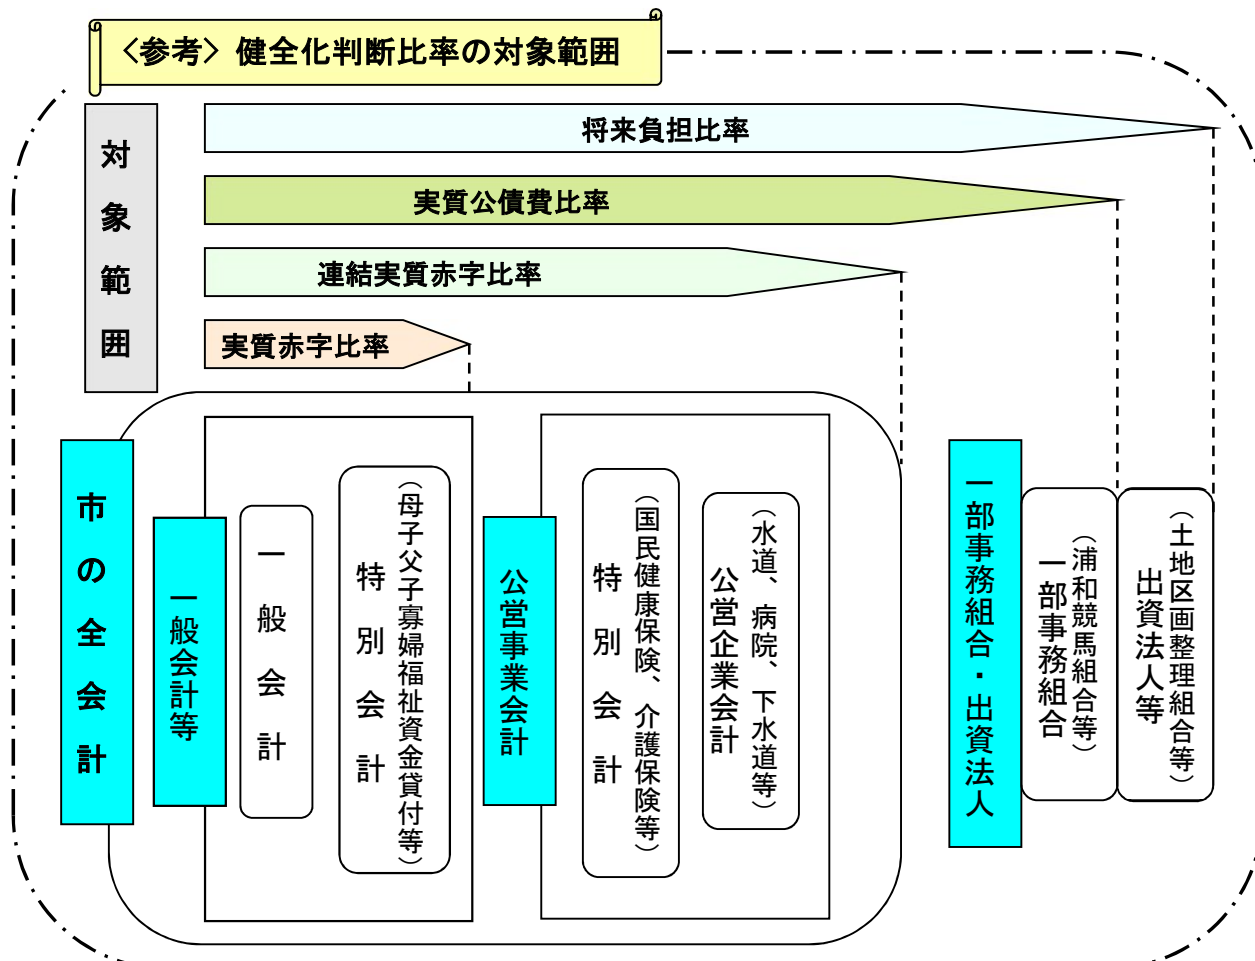 〈参考〉健全化判断比率の対象範囲
対象範囲
将来負担比率
実質公債費比率
連結実質赤字比率
実質赤字比率
市の全会計
一般会計等
一般会計
特別会計
（母子父子寡婦福祉資金貸付等）
公営事業会計
特別会計
（国民健康保険、介護保険等）
公営企業会計
（水道、病院、下水道等）
一部事務組合・出資法人
一部事務組合
（浦和競馬組合等）
出資法人等
（土地区画整理組合等）